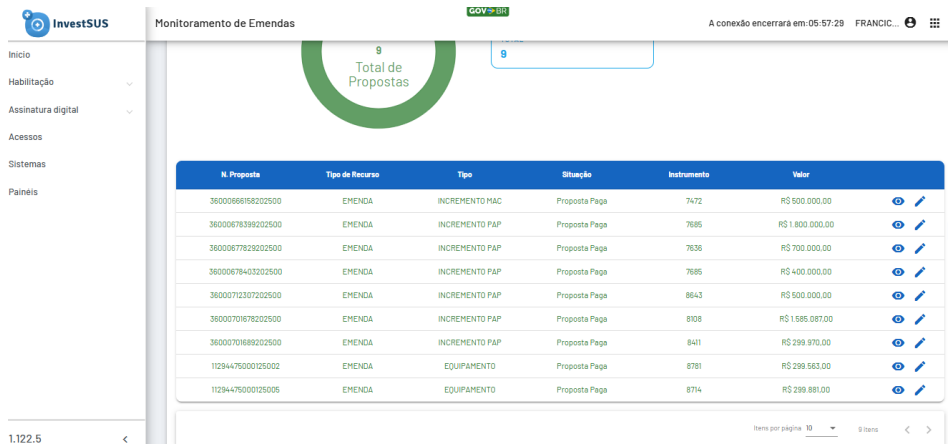 InvestSUS
Monitoramento de Emendas
GOV BR
A conexão encerrará em: 05:57:29 FRANCIC...
Início
Habilitação
Assinatura digital
Acessos
Sistemas
Painéis
9
Total de
Propostas
9
N. Proposta Tipo de Recurso Tipo Situação Instrumento Valor
36000666158202500 EMENDA INCREMENTO MAC Proposta Paga 7472 R$ 500.000,00
36000678399202500 EMENDA INCREMENTO PAP Proposta Paga 7685 R$ 1.800.000,00
36000677829202500 EMENDA INCREMENTO PAP Proposta Paga 7636 R$ 700.000,00
36000678403202500 EMENDA INCREMENTO PAP Proposta Paga 7685 R$ 400.000,00
36000712307202500 EMENDA INCREMENTO PAP Proposta Paga 8643 R$ 500.000,00
36000701678202500 EMENDA INCREMENTO PAP Proposta Paga 8108 R$ 1.585.087,00
36000701689202500 EMENDA INCREMENTO PAP Proposta Paga 8411 R$ 299.970,00
11294475000125002 EMENDA EQUIPAMENTO Proposta Paga 8781 R$ 299.563,00
11294475000125005 EMENDA EQUIPAMENTO Proposta Paga 8714 R$ 299.881,00
Itens por página 10 9 itens
1.122.5